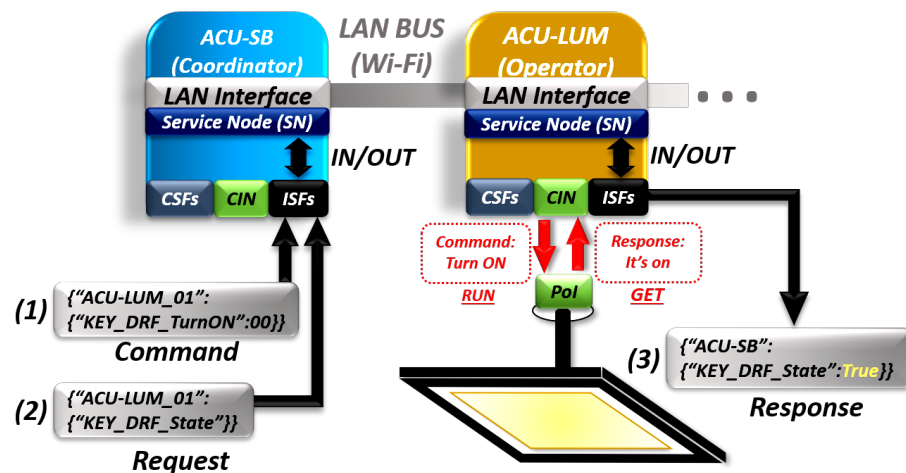 ACU-SB
(Coordinator)
LAN Interface
Service Node (SN)
IN/OUT
CSFs
CIN
ISFs
LAN BUS
(Wi-Fi)
ACU-LUM
(Operator)
LAN Interface
Service Node (SN)
IN/OUT
CSFs
CIN
ISFs
Command:
Turn ON
RUN
Response:
It's on
GET
PoI
(1)
{“ACU-LUM_01”:
{“KEY_DRF_TurnON”:00}}
Command
(2)
{“ACU-LUM_01”:
{“KEY_DRF_State”}}
Request
(3)
{“ACU-SB”:
{“KEY_DRF_State”:True}}
Response